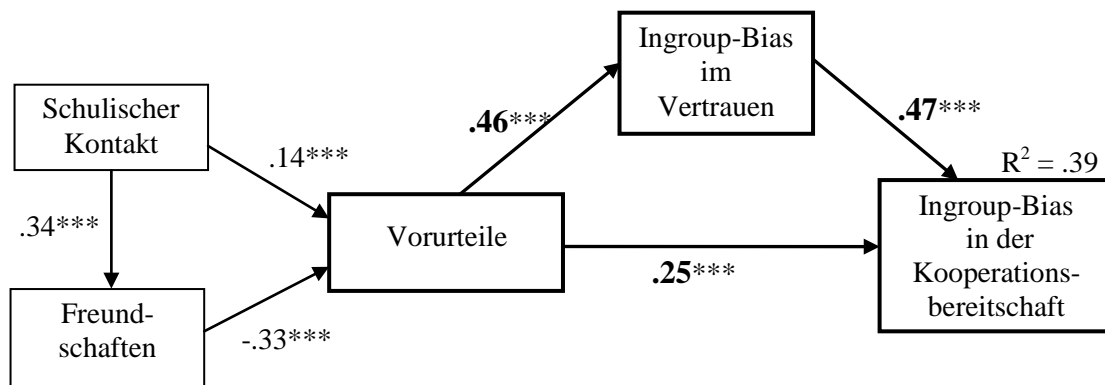 Schulischer
Kontakt
.34***
Freund-
schaften
.14***
-.33***
Vorurteile
.46***
Ingroup-Bias
im
Vertrauen
.47***
.25***
R² = .39
Ingroup-Bias
in der
Kooperations-
bereitschaft